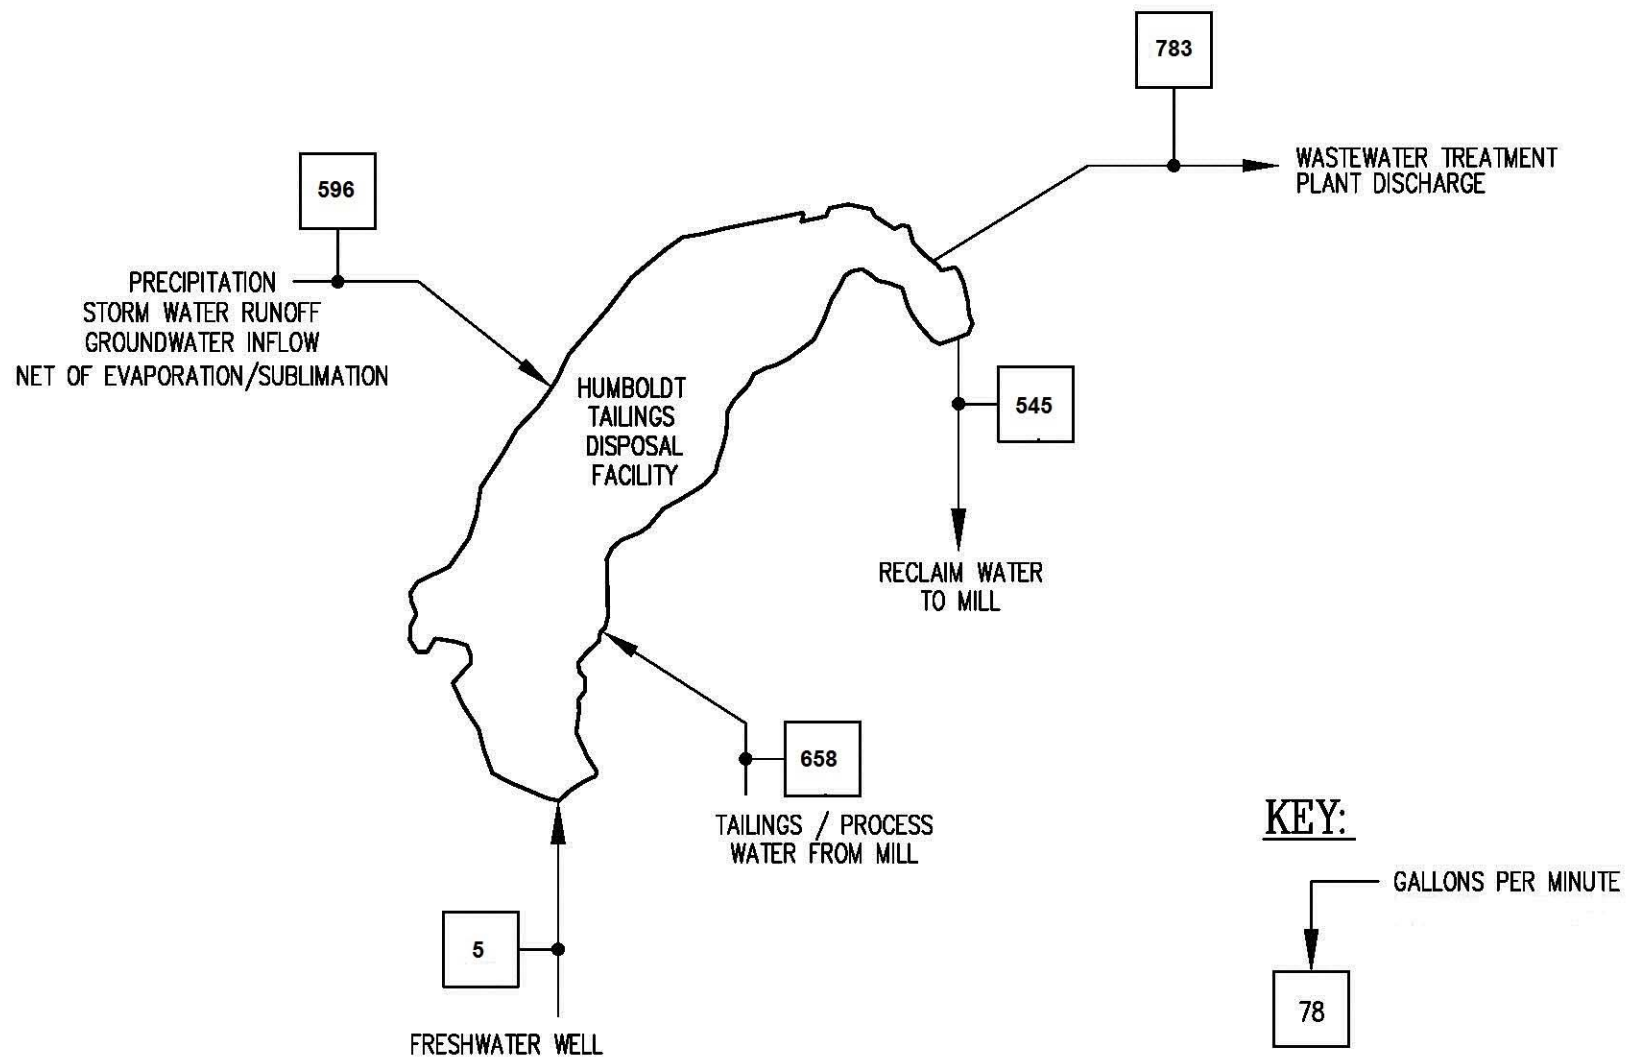 783
WASTEWATER TREATMENT
PLANT DISCHARGE
596
PRECIPITATION
STORM WATER RUNOFF
GROUNDWATER INFLOW
NET OF EVAPORATION/SUBLIMATION
HUMBOLDT
TAILINGS
DISPOSAL
FACILITY
545
RECLAIM WATER
TO MILL
658
TAILINGS / PROCESS
WATER FROM MILL
5
FRESHWATER WELL
KEY:
GALLONS PER MINUTE
78